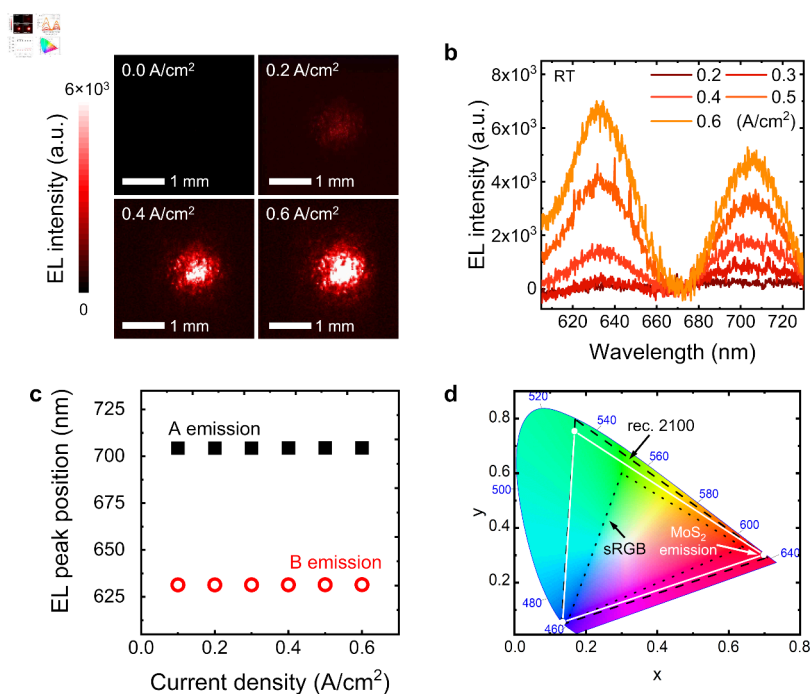 EL intensity (a.u.)
6×10³
0
0.0 A/cm²
1 mm
0.2 A/cm²
1 mm
0.4 A/cm²
1 mm
0.6 A/cm²
1 mm
b
RT
0.2
0.3
0.4
0.5
0.6
(A/cm²)
EL intensity (a.u.)
8×10³
6×10³
4×10³
2×10³
0
620
640
660
680
700
720
Wavelength (nm)
c
EL peak position (nm)
725
700
675
650
625
A emission
B emission
0.0
0.2
0.4
0.6
Current density (A/cm²)
d
y
0.8
0.6
0.4
0.2
520
540
rec. 2100
560
500
580
600
MoS₂
emission
sRGB
640
480
460
0.0
0.2
0.4
0.6
0.8
x